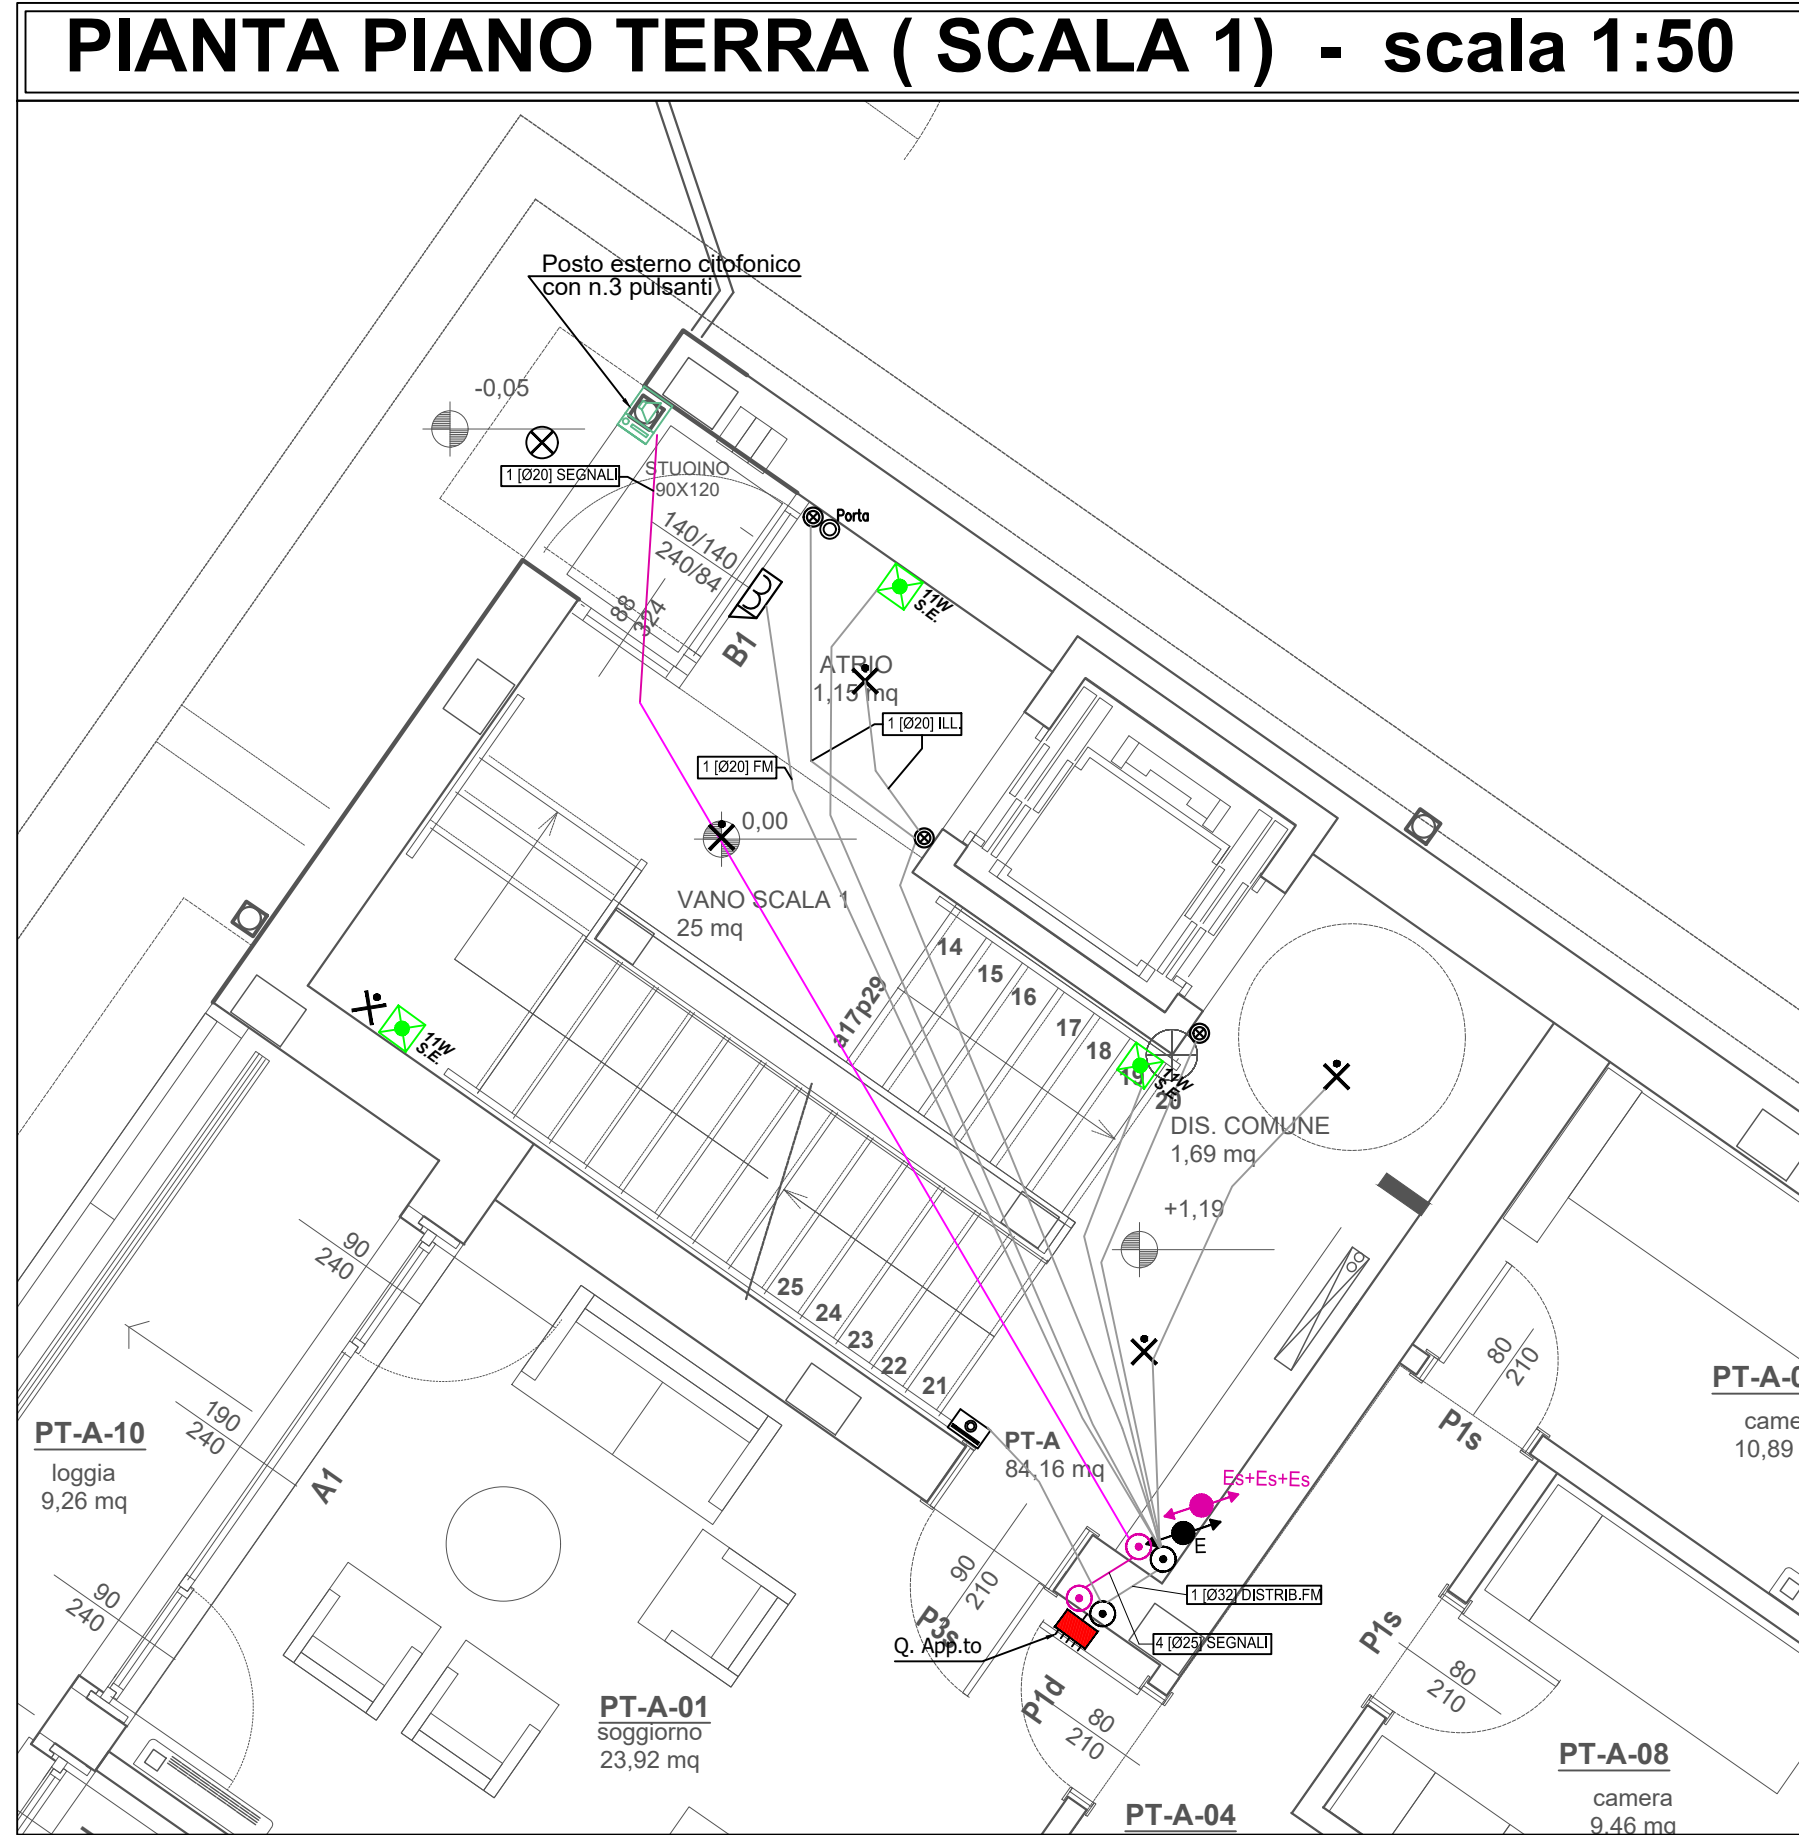 PIANTA PIANO TERRA ( SCALA 1) - scala 1:50
Posto esterno citofonico
con n.3 pulsanti
-0,05
1 [Ø20] SEGNALI
STUOINO
90X120
140/140
240/84
Porta
88
324
B1
11W
S.E.
ATRIO
1,15 mq
1 [Ø20] ILL.
1 [Ø20] FM
0,00
VANO SCALA 1
25 mq
14
15
16
17
18
19
20
a17p29
11W
S.E.
11W
S.E.
DIS. COMUNE
1,69 mq
+1,19
90
240
25
24
23
22
21
190
240
A1
PT-A-10
loggia
9,26 mq
PT-A
84,16 mq
Es+Es+Es
E
80
210
P1s
PT-A-0
came
10,89
90
210
P3s
1 [Ø32] DISTRIB.FM
4 [Ø25] SEGNALI
Q. App.to
90
240
P1d
80
210
P1s
80
210
PT-A-01
soggiorno
23,92 mq
PT-A-08
camera
9,46 mq
PT-A-04